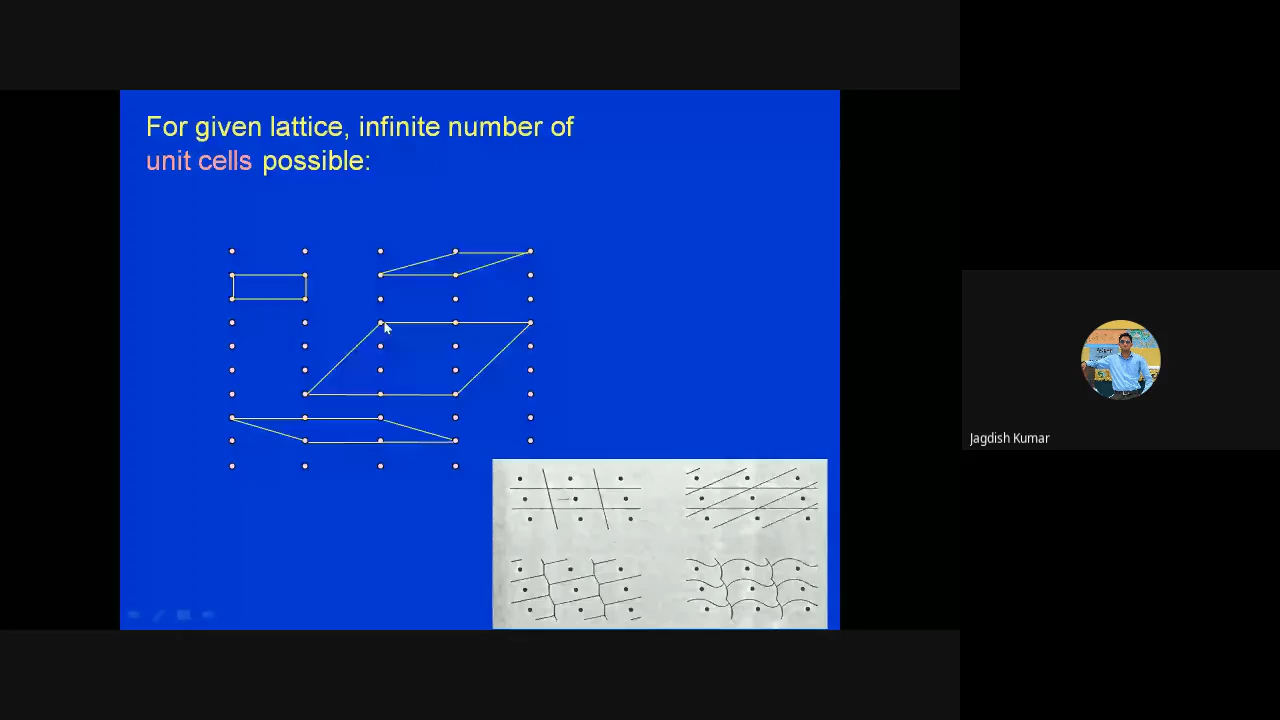 For given lattice, infinite number of
unit cells possible:
Jagdish Kumar